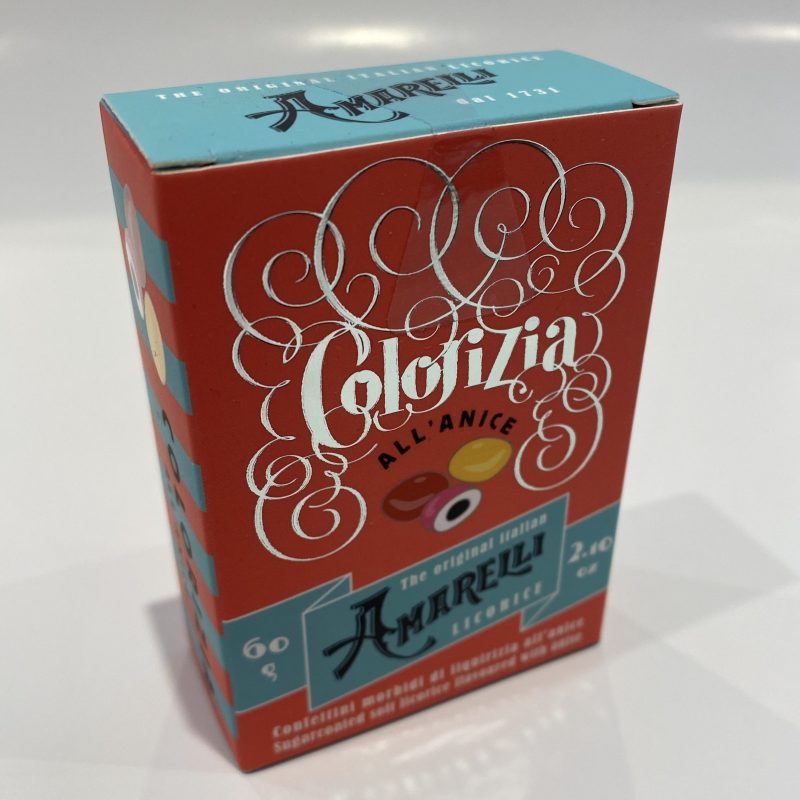 THE ORIGINAL ITALIAN LICORICE
AMARELLI
dal 1731
Colorizia
ALL'ANICE
The original italian
AMARELLI
LICORICE
60
g
2.10
oz
Confettini morbidi di liquirizia all'anice
Sugarcoated soft licorice flavoured with anise